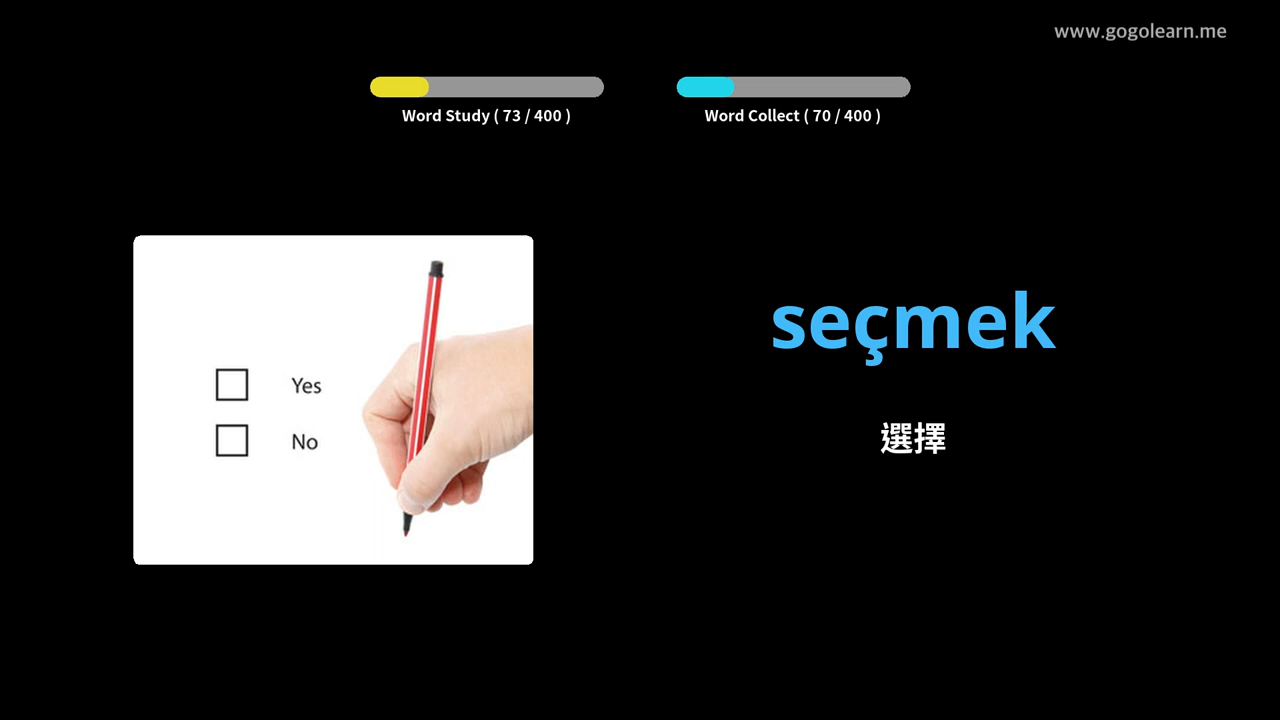 www.gogolearn.me
Word Study ( 73 / 400 )
Word Collect ( 70 / 400 )
Yes
No
seçmek
選擇